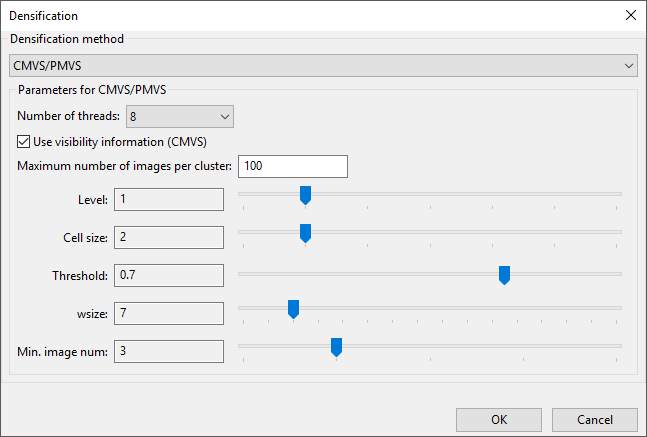 Densification
Densification method
CMVS/PMVS
Parameters for CMVS/PMVS
Number of threads: 8
Use visibility information (CMVS)
Maximum number of images per cluster: 100
Level: 1
Cell size: 2
Threshold: 0.7
wsize: 7
Min. image num: 3
OK Cancel